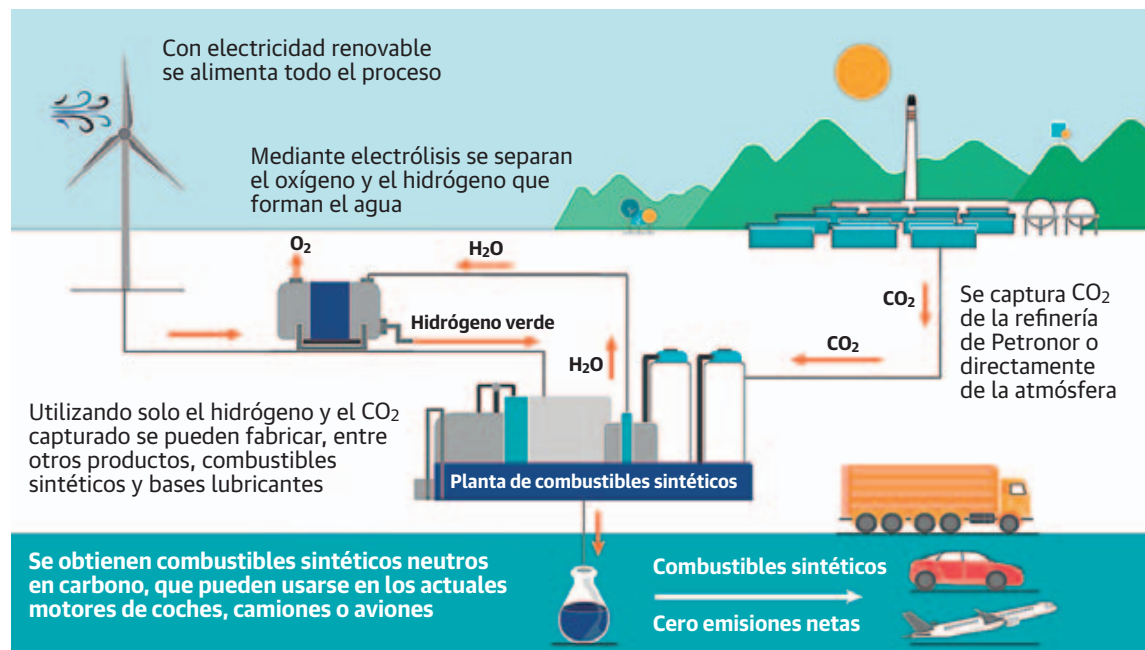 Con electricidad renovable
se alimenta todo el proceso
Mediante electrólisis se separan
el oxígeno y el hidrógeno que
forman el agua
O₂
H₂O
Hidrógeno verde
H₂O
CO₂
CO₂
Se captura CO₂
de la refinería
de Petronor o
directamente
de la atmósfera
Utilizando solo el hidrógeno y el CO₂
capturado se pueden fabricar, entre
otros productos, combustibles
sintéticos y bases lubricantes
Planta de combustibles sintéticos
Se obtienen combustibles sintéticos neutros
en carbono, que pueden usarse en los actuales
motores de coches, camiones o aviones
Combustibles sintéticos
Cero emisiones netas